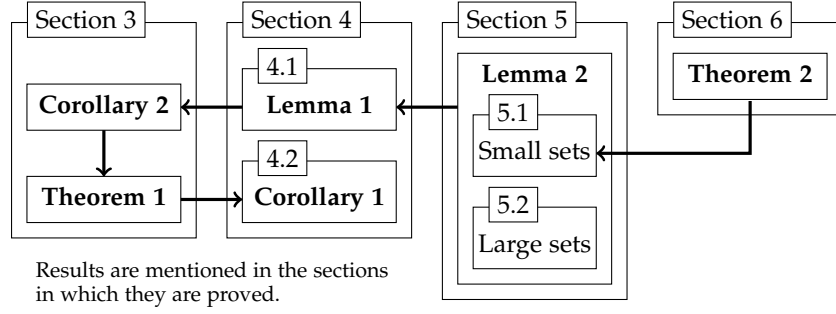 Section 3
Section 4
Section 5
Section 6
4.1
Lemma 2
Theorem 2
Corollary 2
Lemma 1
5.1
Small sets
4.2
Theorem 1
Corollary 1
5.2
Large sets
Results are mentioned in the sections
in which they are proved.